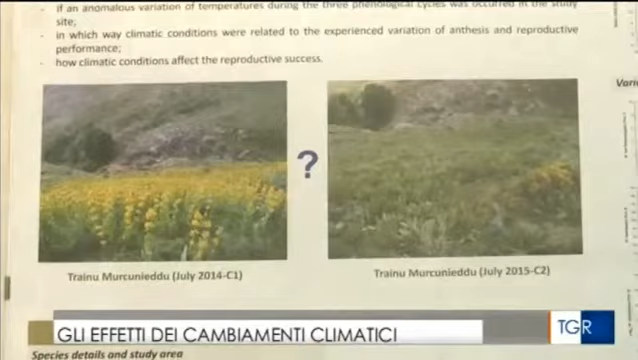 - if an anomalous variation of temperatures during the three phenological cycles was occurred in the study
site;
- in which way climatic conditions were related to the experienced variation of anthesis and reproductive
performance;
- how climatic conditions affect the reproductive success.
Vari
?
Trainu Murcunieddu (July 2014-C1)
Trainu Murcunieddu (July 2015-C2)
GLI EFFETTI DEI CAMBIAMENTI CLIMATICI
TGR
Species details and study area